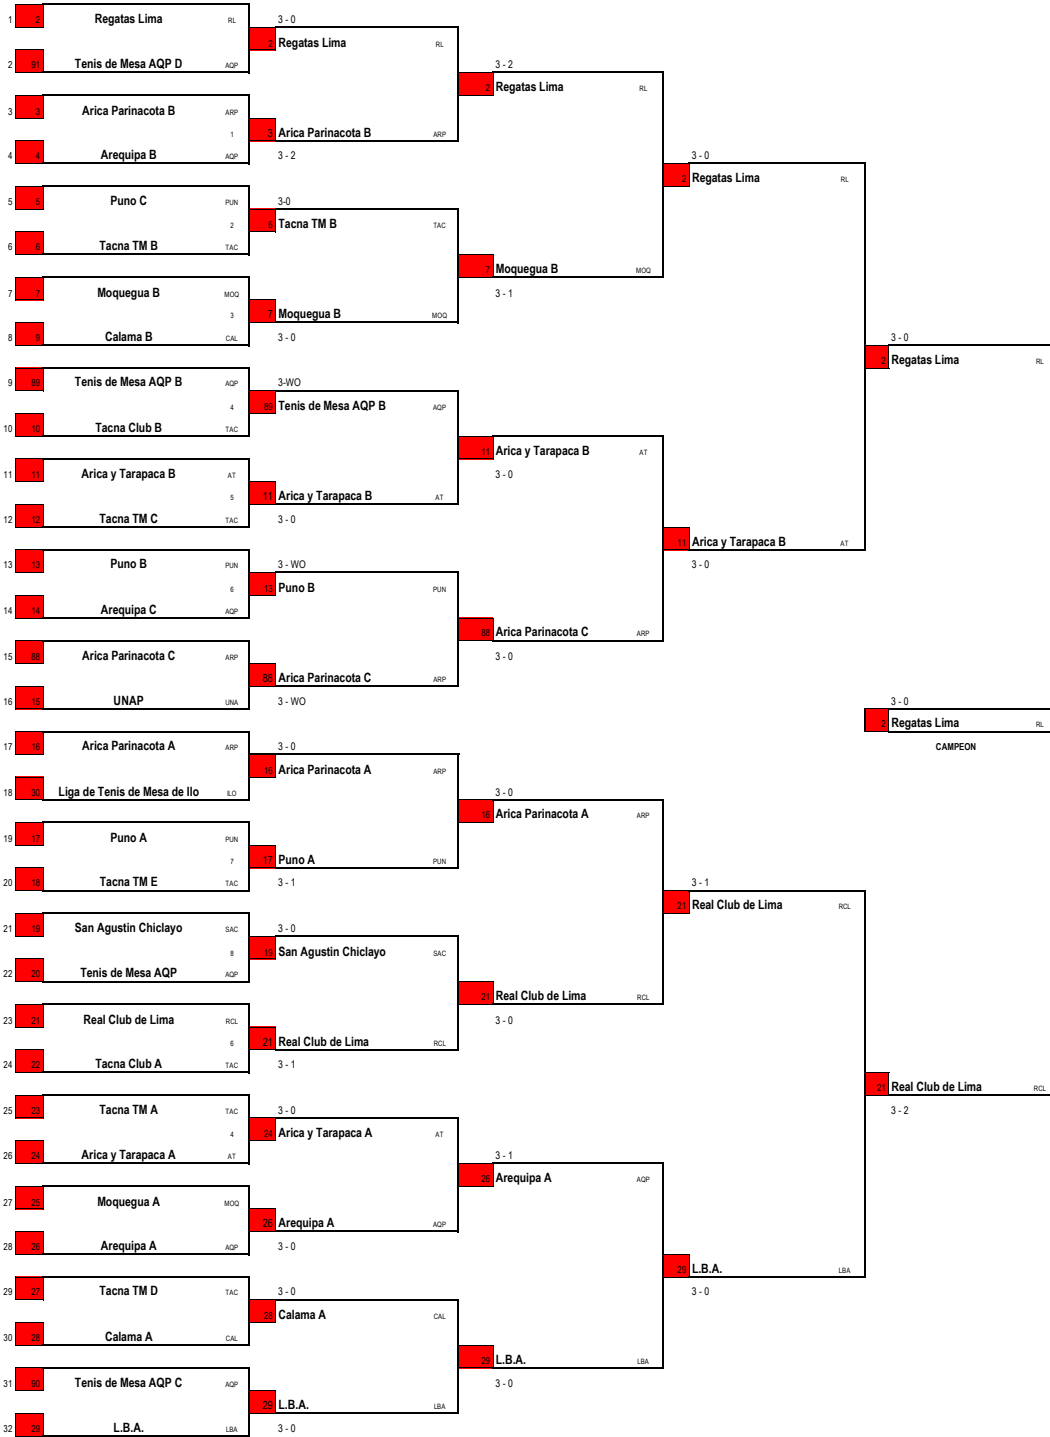 1 2 Regatas Lima RL
2 91 Tenis de Mesa AQP D AQP
3 3 Arica Parinacota B ARP
1
4 4 Arequipa B AQP
5 5 Puno C PUN
2
6 6 Tacna TM B TAC
7 7 Moquegua B MOQ
3
8 9 Calama B CAL
9 89 Tenis de Mesa AQP B AQP
4
10 10 Tacna Club B TAC
11 11 Arica y Tarapaca B AT
5
12 12 Tacna TM C TAC
13 13 Puno B PUN
6
14 14 Arequipa C AQP
15 88 Arica Parinacota C ARP
16 15 UNAP UNA
17 16 Arica Parinacota A ARP
18 30 Liga de Tenis de Mesa de Ilo ILO
19 17 Puno A PUN
7
20 18 Tacna TM E TAC
21 19 San Agustin Chiclayo SAC
8
22 20 Tenis de Mesa AQP AQP
23 21 Real Club de Lima RCL
6
24 22 Tacna Club A TAC
25 23 Tacna TM A TAC
4
26 24 Arica y Tarapaca A AT
27 25 Moquegua A MOQ
28 26 Arequipa A AQP
29 27 Tacna TM D TAC
30 28 Calama A CAL
31 90 Tenis de Mesa AQP C AQP
32 29 L.B.A. LBA
3 - 0
2 Regatas Lima RL
3 Arica Parinacota B ARP
3 - 2
3-0
6 Tacna TM B TAC
7 Moquegua B MOQ
3 - 0
3-WO
89 Tenis de Mesa AQP B AQP
11 Arica y Tarapaca B AT
3 - 0
3 - WO
13 Puno B PUN
88 Arica Parinacota C ARP
3 - WO
3 - 0
16 Arica Parinacota A ARP
17 Puno A PUN
3 - 1
3 - 0
19 San Agustin Chiclayo SAC
21 Real Club de Lima RCL
3 - 1
3 - 0
24 Arica y Tarapaca A AT
26 Arequipa A AQP
3 - 0
3 - 0
28 Calama A CAL
29 L.B.A. LBA
3 - 0
3 - 2
2 Regatas Lima RL
7 Moquegua B MOQ
3 - 1
11 Arica y Tarapaca B AT
3 - 0
88 Arica Parinacota C ARP
3 - 0
3 - 0
16 Arica Parinacota A ARP
21 Real Club de Lima RCL
3 - 0
3 - 1
26 Arequipa A AQP
29 L.B.A. LBA
3 - 0
3 - 0
2 Regatas Lima RL
11 Arica y Tarapaca B AT
3 - 0
3 - 1
21 Real Club de Lima RCL
29 L.B.A. LBA
3 - 0
3 - 0
2 Regatas Lima RL
21 Real Club de Lima RCL
3 - 2
3 - 0
2 Regatas Lima RL
CAMPEON